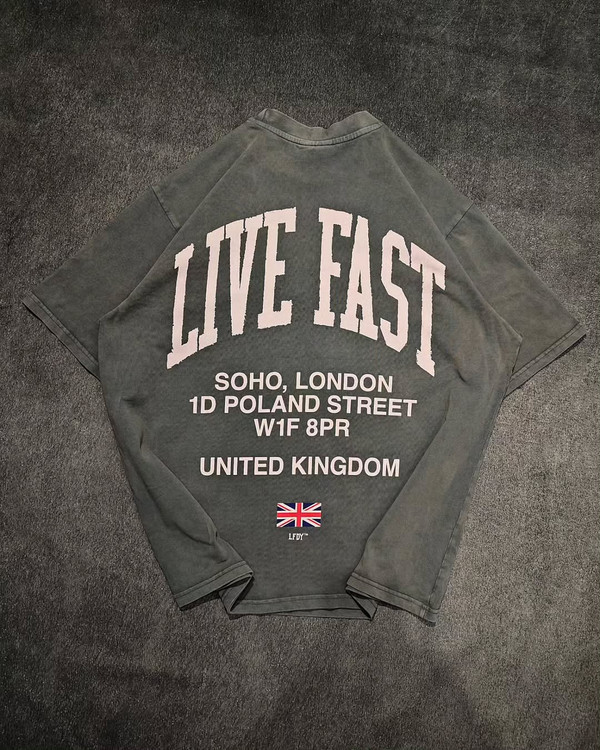 LIVE FAST
SOHO, LONDON
1D POLAND STREET
W1F 8PR
UNITED KINGDOM
LFDY™